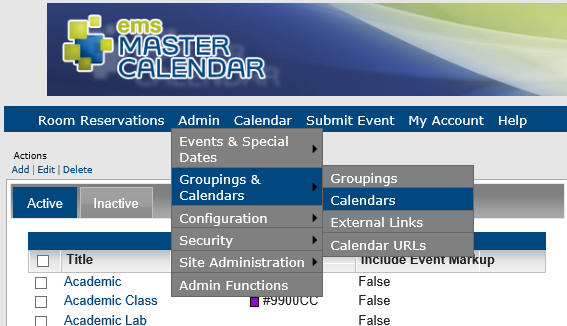 ems
MASTER
CALENDAR
Room Reservations Admin Calendar Submit Event My Account Help
Actions
Add | Edit | Delete
Events & Special
Dates
Groupings &
Calendars
Configuration
Security
Site Administration
Admin Functions
Groupings
Calendars
External Links
Calendar URLs
Active Inactive
Title Include Event Markup
Academic False
Academic Class #9900CC False
Academic Lab False